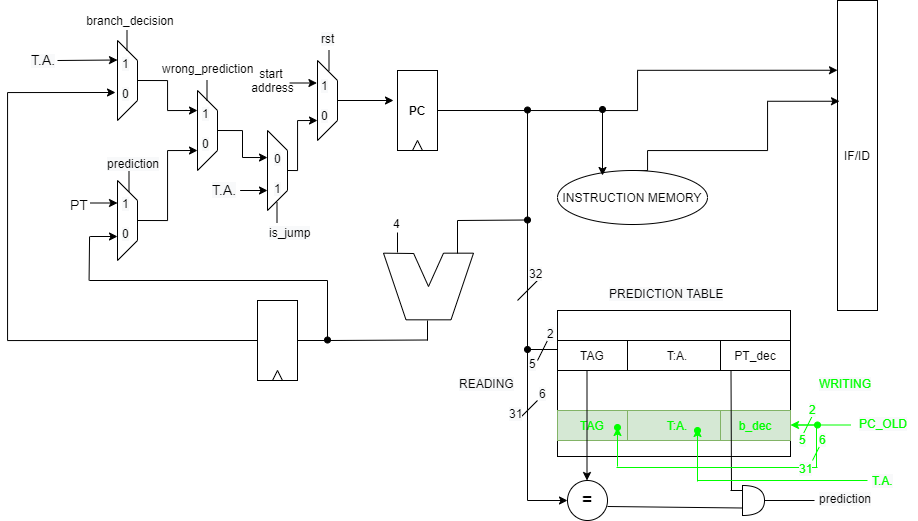 branch_decision
T.A.
1
0
wrong_prediction
1
0
rst
start
address
1
0
PC
IF/ID
prediction
PT
1
0
0
1
T.A.
is_jump
INSTRUCTION MEMORY
4
32
PREDICTION TABLE
2
5
TAG
T.A.
PT_dec
READING
WRITING
6
31
TAG
T.A.
b_dec
2
5
6
PC_OLD
31
T.A.
=
prediction